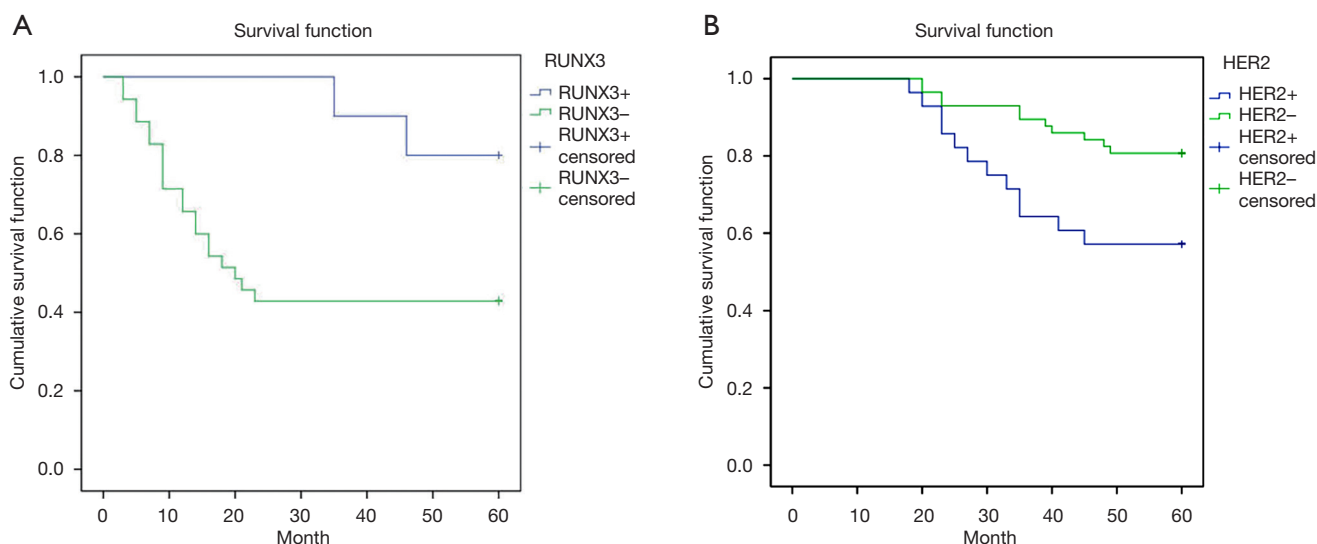 A
Survival function
RUNX3
RUNX3+
RUNX3–
RUNX3+
censored
RUNX3–
censored
1.0
0.8
0.6
0.4
0.2
0.0
Cumulative survival function
0 10 20 30 40 50 60
Month
B
Survival function
HER2
HER2+
HER2–
HER2+
censored
HER2–
censored
1.0
0.8
0.6
0.4
0.2
0.0
Cumulative survival function
0 10 20 30 40 50 60
Month